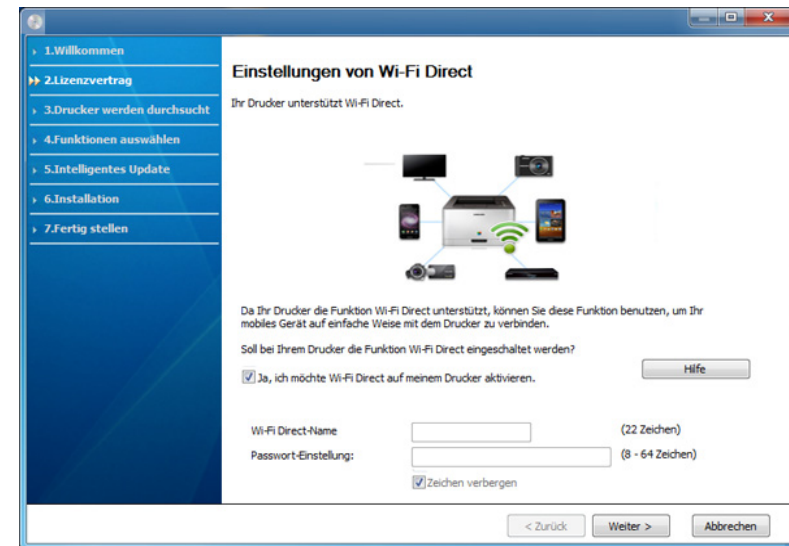 1.Willkommen
2.Lizenzvertrag
3.Drucker werden durchsucht
4.Funktionen auswählen
5.Intelligentes Update
6.Installation
7.Fertig stellen
Einstellungen von Wi-Fi Direct
Ihr Drucker unterstützt Wi-Fi Direct.
Da Ihr Drucker die Funktion Wi-Fi Direct unterstützt, können Sie diese Funktion benutzen, um Ihr
mobiles Gerät auf einfache Weise mit dem Drucker zu verbinden.
Soll bei Ihrem Drucker die Funktion Wi-Fi Direct eingeschaltet werden?
Hilfe
Ja, ich möchte Wi-Fi Direct auf meinem Drucker aktivieren.
Wi-Fi Direct-Name (22 Zeichen)
Passwort-Einstellung: (8 - 64 Zeichen)
Zeichen verbergen
< Zurück Weiter > Abbrechen